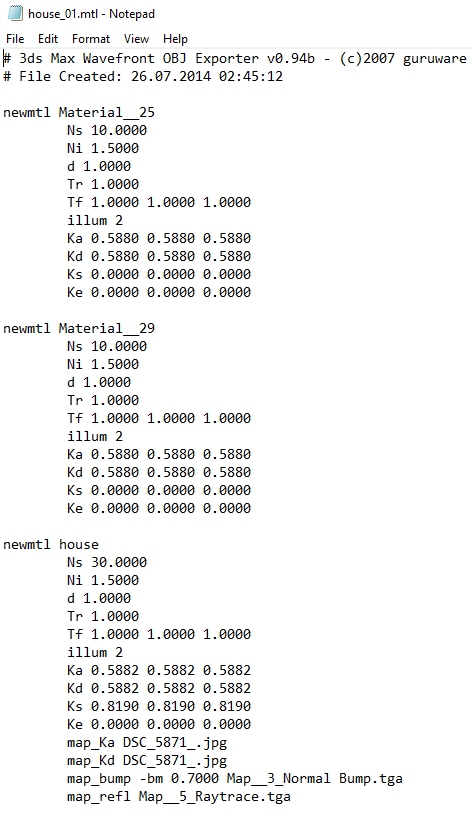 house_01.mtl - Notepad
File Edit Format View Help
# 3ds Max Wavefront OBJ Exporter v0.94b - (c)2007 guruware
# File Created: 26.07.2014 02:45:12

newmtl Material__25
	Ns 10.0000
	Ni 1.5000
	d 1.0000
	Tr 1.0000
	Tf 1.0000 1.0000 1.0000
	illum 2
	Ka 0.5880 0.5880 0.5880
	Kd 0.5880 0.5880 0.5880
	Ks 0.0000 0.0000 0.0000
	Ke 0.0000 0.0000 0.0000

newmtl Material__29
	Ns 10.0000
	Ni 1.5000
	d 1.0000
	Tr 1.0000
	Tf 1.0000 1.0000 1.0000
	illum 2
	Ka 0.5880 0.5880 0.5880
	Kd 0.5880 0.5880 0.5880
	Ks 0.0000 0.0000 0.0000
	Ke 0.0000 0.0000 0.0000

newmtl house
	Ns 30.0000
	Ni 1.5000
	d 1.0000
	Tr 1.0000
	Tf 1.0000 1.0000 1.0000
	illum 2
	Ka 0.5882 0.5882 0.5882
	Kd 0.5882 0.5882 0.5882
	Ks 0.8190 0.8190 0.8190
	Ke 0.0000 0.0000 0.0000
	map_Ka DSC_5871_.jpg
	map_Kd DSC_5871_.jpg
	map_bump -bm 0.7000 Map__3_Normal Bump.tga
	map_refl Map__5_Raytrace.tga